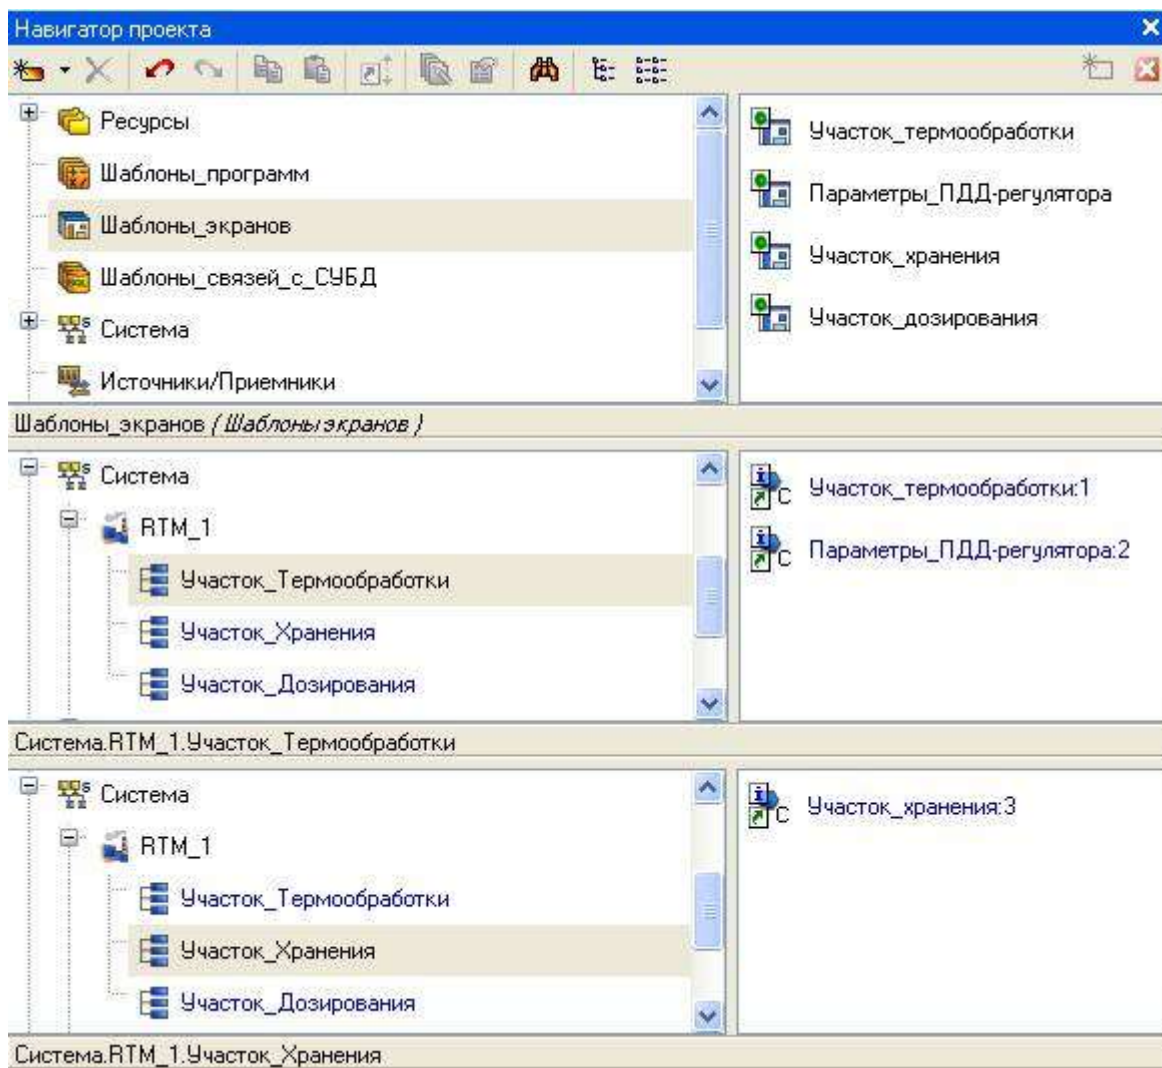 Навигатор проекта
Ресурсы
Шаблоны_программ
Шаблоны_экранов
Шаблоны_связей_с_СУБД
Система
Источники/Приемники
Участок_термообработки
Параметры_ПДД-регулятора
Участок_хранения
Участок_дозирования
Шаблоны_экранов ( Шаблоны экранов )
Система
RTM_1
Участок_Термообработки
Участок_Хранения
Участок_Дозирования
Участок_термообработки:1
Параметры_ПДД-регулятора:2
Система.RTM_1.Участок_Термообработки
Система
RTM_1
Участок_Термообработки
Участок_Хранения
Участок_Дозирования
Участок_хранения:3
Система.RTM_1.Участок_Хранения